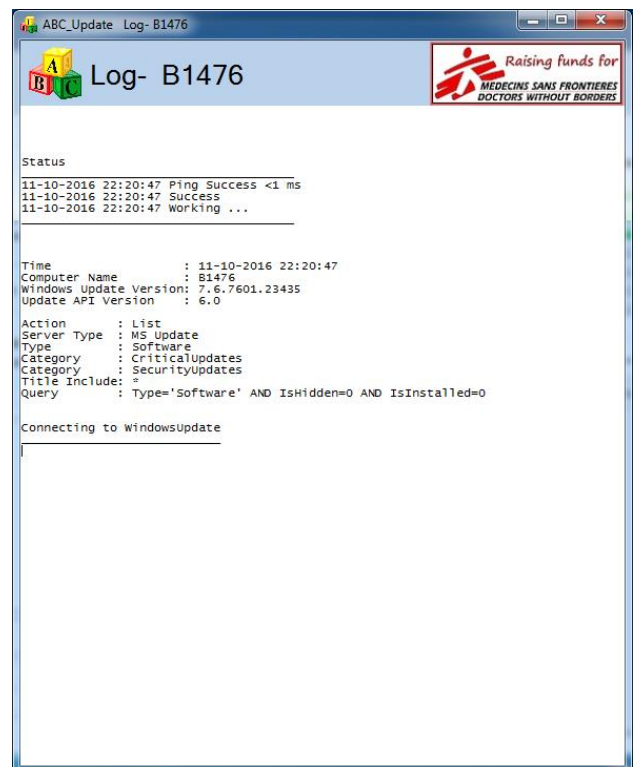 ABC_Update Log- B1476
A
B
C
Log- B1476
Raising funds for
MEDECINS SANS FRONTIERES
DOCTORS WITHOUT BORDERS
Status
11-10-2016 22:20:47 Ping Success <1 ms
11-10-2016 22:20:47 Success
11-10-2016 22:20:47 Working ...
Time : 11-10-2016 22:20:47
Computer Name : B1476
Windows Update Version: 7.6.7601.23435
Update API Version : 6.0
Action : List
Server Type : MS Update
Type : Software
Category : CriticalUpdates
Category : SecurityUpdates
Title Include: *
Query : Type='Software' AND IsHidden=0 AND IsInstalled=0
Connecting to WindowsUpdate